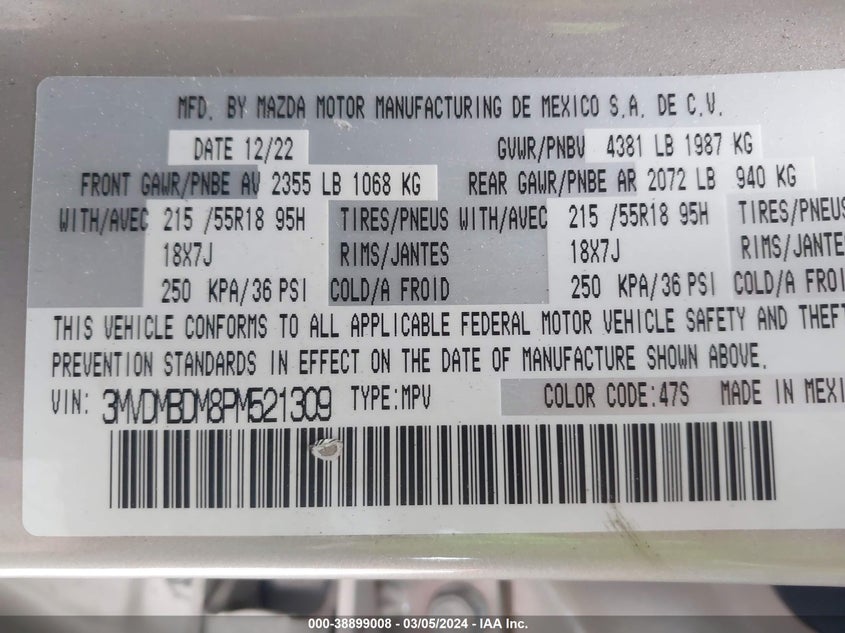 MFD. BY MAZDA MOTOR MANUFACTURING DE MEXICO S.A. DE C.V.
DATE 12/22 GVWR/PNBV 4381 LB 1987 KG
FRONT GAWR/PNBE AV 2355 LB 1068 KG REAR GAWR/PNBE AR 2072 LB 940 KG
WITH/AVEC 215 /55R18 95H TIRES/PNEUS WITH/AVEC 215 /55R18 95H TIRES/PNEUS
18X7J RIMS/JANTES 18X7J RIMS/JANTES
250 KPA/36 PSI COLD/A FROID 250 KPA/36 PSI COLD/A FROI
THIS VEHICLE CONFORMS TO ALL APPLICABLE FEDERAL MOTOR VEHICLE SAFETY AND THEFT
PREVENTION STANDARDS IN EFFECT ON THE DATE OF MANUFACTURE SHOWN ABOVE.
VIN: 3MVDMBDM8PM521309 TYPE:MPV COLOR CODE:47S MADE IN MEXI
000-38899008 - 03/05/2024 - IAA Inc.